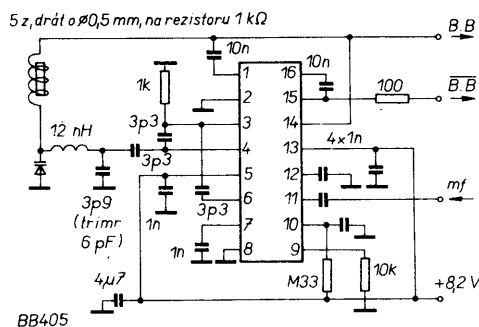 5 z, drát o ø0,5 mm, na rezistoru 1 kΩ
B.B
10n
10n
1k
1
16
2
15
100
B.B
3
14
3p3
4
13
4×1n
12 nH
3p3
5
12
3p9
(trimr
6 pF)
1n
3p3
6
11
mf
7
10
1n
8
9
4µ7
M33
10k
+8,2 V
BB405